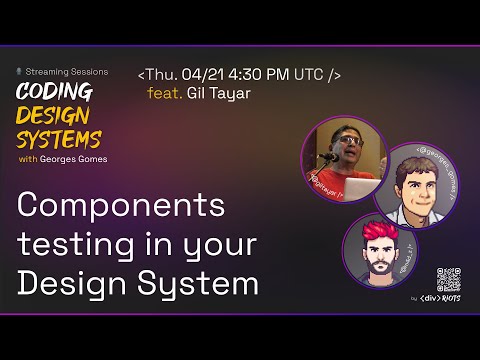 Streaming Sessions
CODING
DESIGN
SYSTEMS
with Georges Gomes
<Thu. 04/21 4:30 PM UTC />
feat. Gil Tayar
Components
testing in your
Design System
<@giltayar />
<@georges_gomes />
by <div>RIOTS